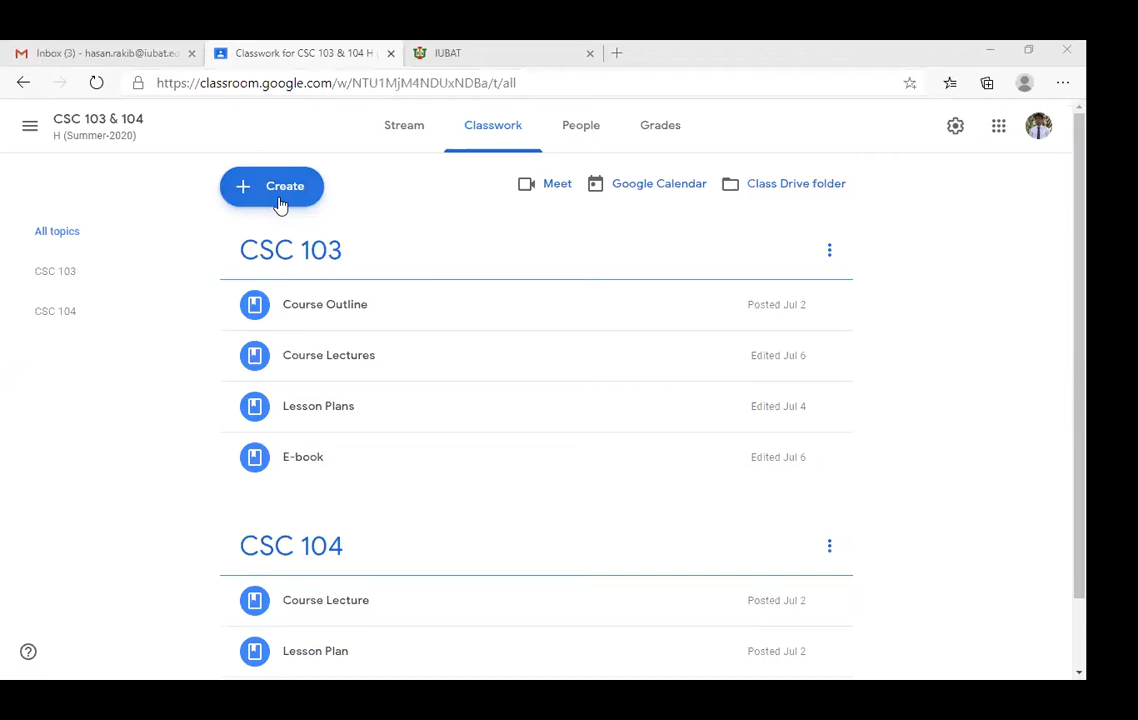 Inbox (3) - hasan.rakib@iubat.ed
Classwork for CSC 103 & 104 H
IUBAT
https://classroom.google.com/w/NTU1MjM4NDUxNDBa/t/all
CSC 103 & 104
H (Summer-2020)
Stream
Classwork
People
Grades
Create
Meet
Google Calendar
Class Drive folder
All topics
CSC 103
CSC 104
CSC 103
Course Outline
Posted Jul 2
Course Lectures
Edited Jul 6
Lesson Plans
Edited Jul 4
E-book
Edited Jul 6
CSC 104
Course Lecture
Posted Jul 2
Lesson Plan
Posted Jul 2